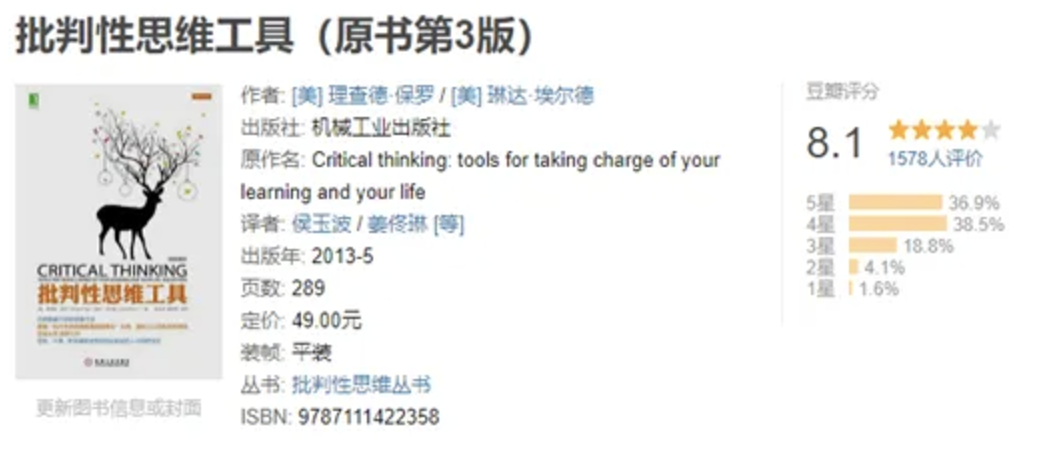 批判性思维工具（原书第3版）
CRITICAL THINKING
批判性思维工具
更新图书信息或封面
作者: [美] 理查德·保罗 / [美] 琳达·埃尔德
出版社: 机械工业出版社
原作名: Critical thinking: tools for taking charge of your
learning and your life
译者: 侯玉波 / 姜佟琳 [等]
出版年: 2013-5
页数: 289
定价: 49.00元
装帧: 平装
丛书: 批判性思维丛书
ISBN: 9787111422358
豆瓣评分
8.1
1578人评价
5星 36.9%
4星 38.5%
3星 18.8%
2星 4.1%
1星 1.6%